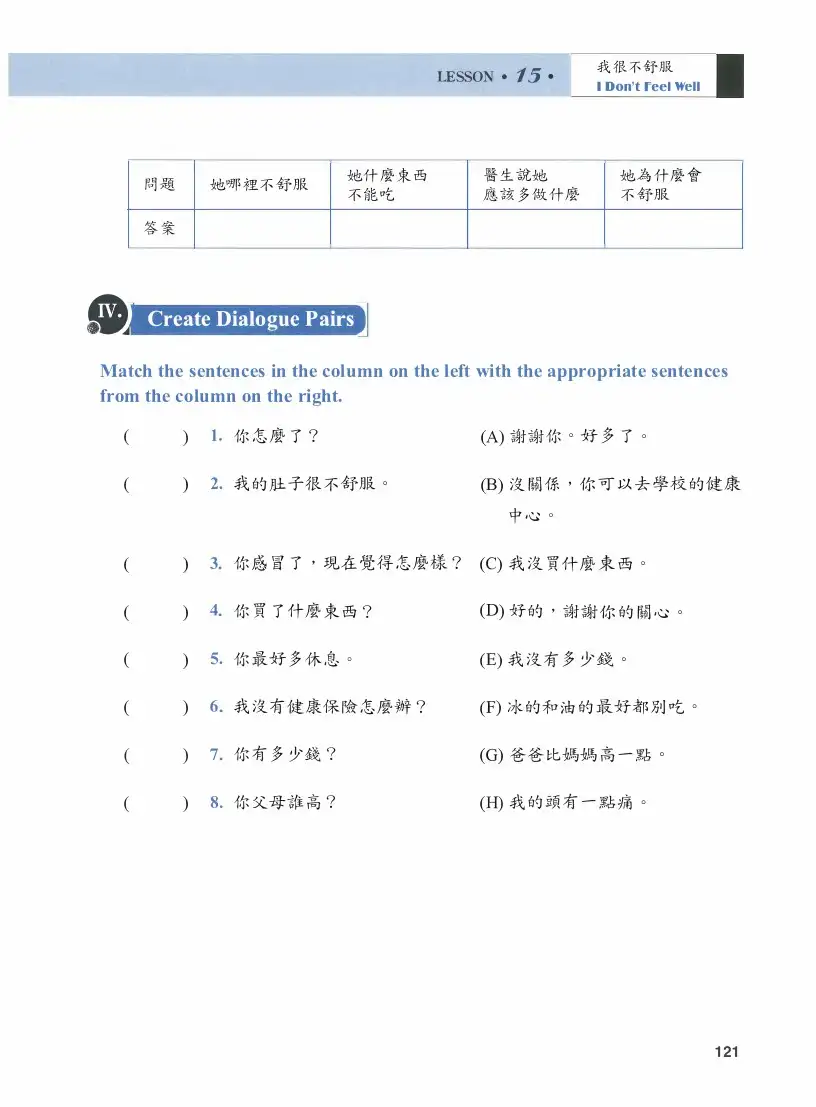 LESSON • 15 •
我很不舒服
I Don't Feel Well
問題
她哪裡不舒服
她什麼東西
不能吃
醫生說她
應該多做什麼
她為什麼會
不舒服
答案
IV.
Create Dialogue Pairs
Match the sentences in the column on the left with the appropriate sentences
from the column on the right.
( ) 1. 你怎麼了？ (A) 謝謝你。好多了。
( ) 2. 我的肚子很不舒服。 (B) 沒關係，你可以去學校的健康
中心。
( ) 3. 你感冒了，現在覺得怎麼樣？ (C) 我沒買什麼東西。
( ) 4. 你買了什麼東西？ (D) 好的，謝謝你的關心。
( ) 5. 你最好多休息。 (E) 我沒有多少錢。
( ) 6. 我沒有健康保險怎麼辦？ (F) 冰的和油的最好都別吃。
( ) 7. 你有多少錢？ (G) 爸爸比媽媽高一點。
( ) 8. 你父母誰高？ (H) 我的頭有一點痛。
121